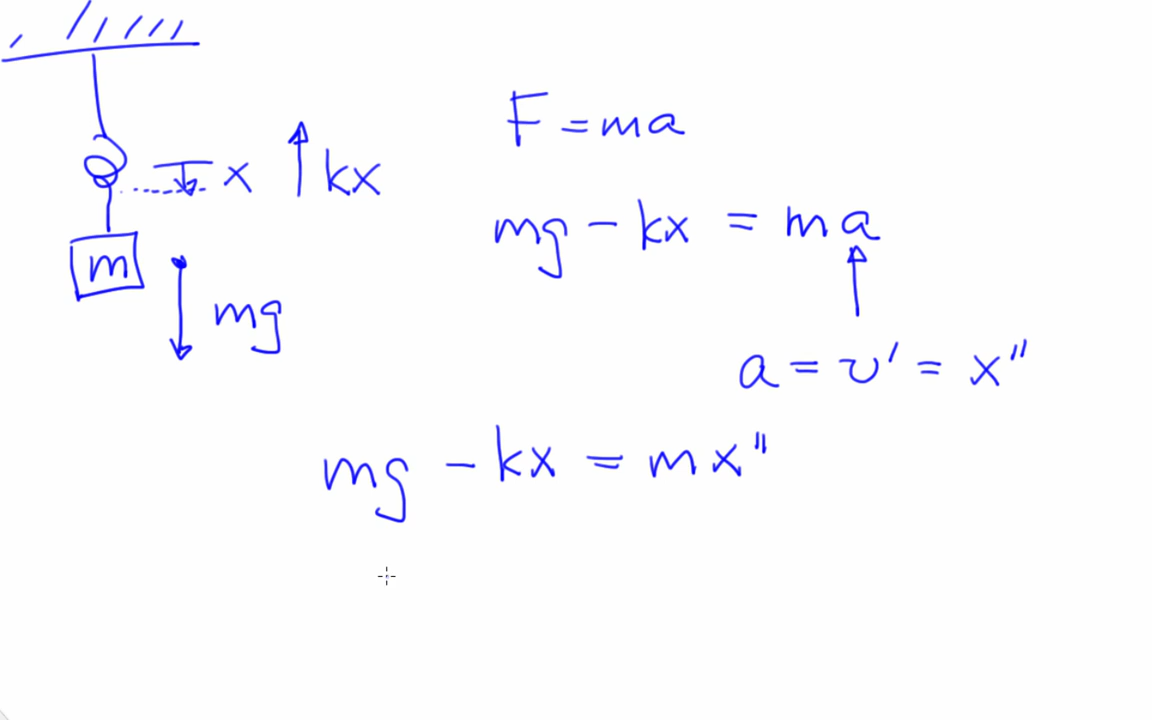 F = ma
x kx
mg - kx = ma
m
mg
a = v' = x''
mg - kx = mx''